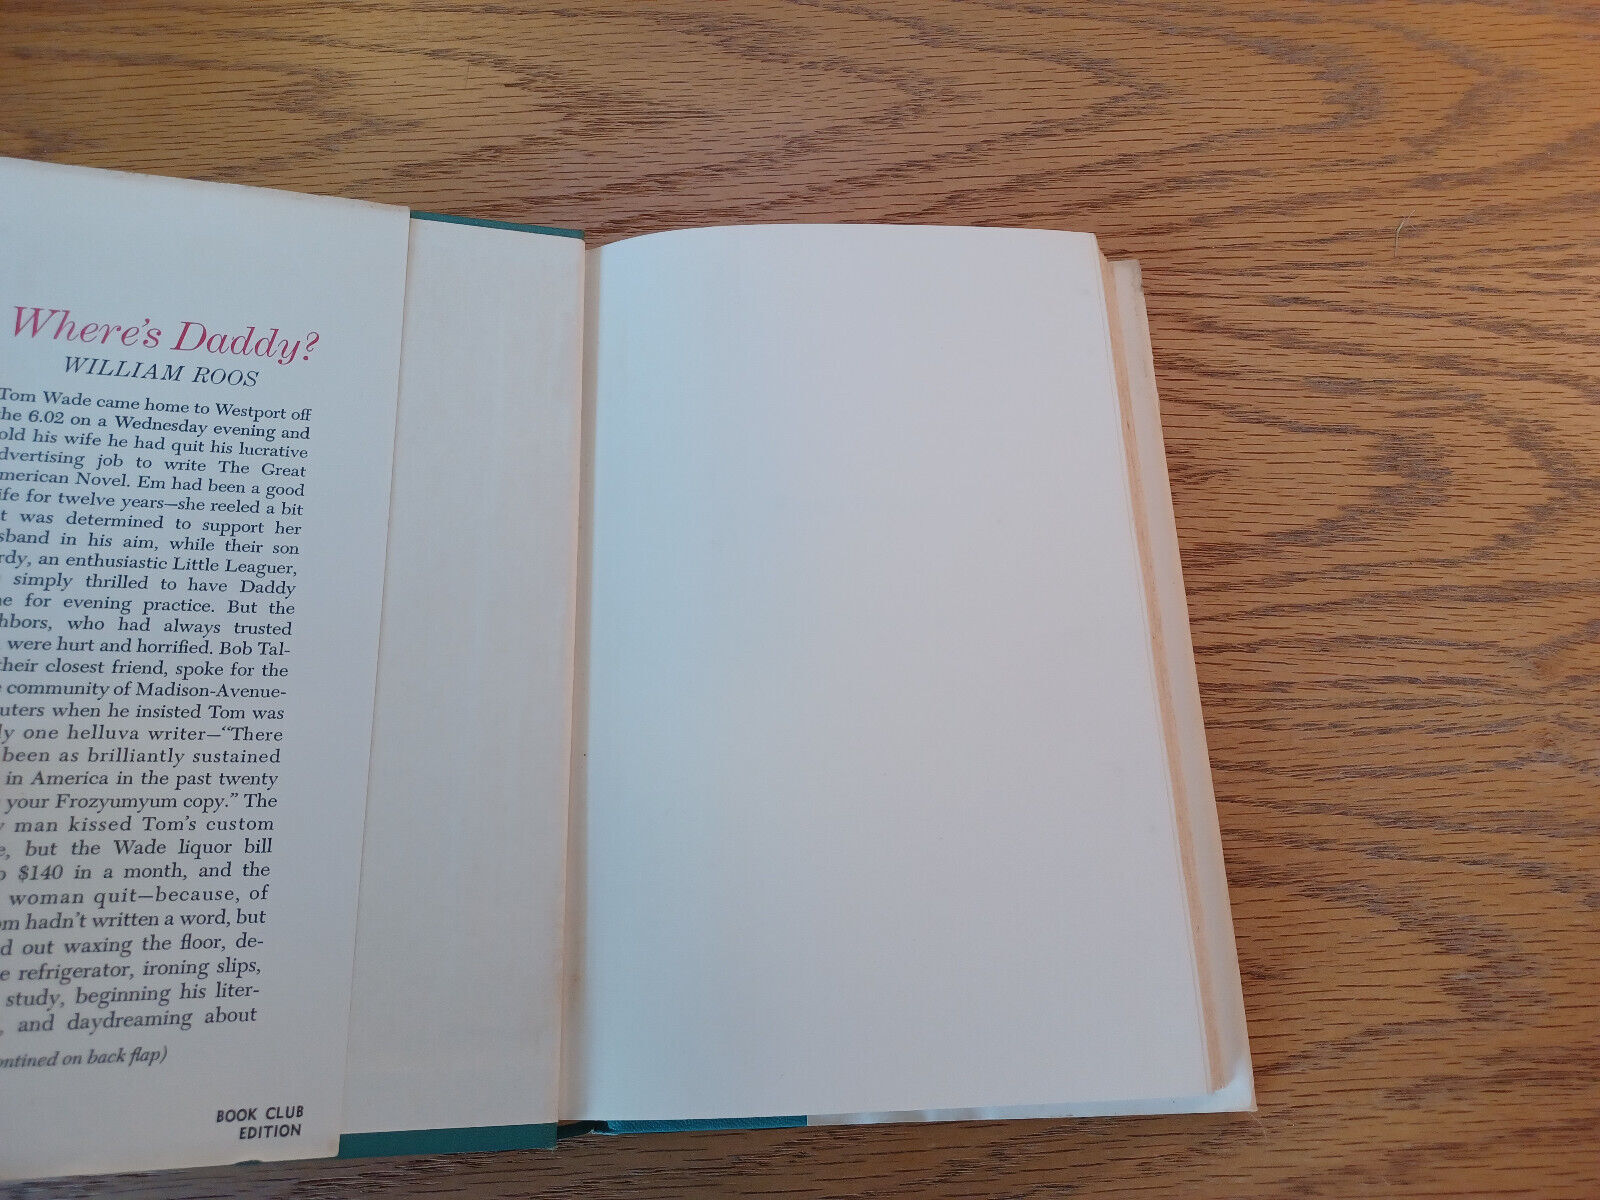 Where's Daddy?
WILLIAM ROOS
Tom Wade came home to Westport off
the 6.02 on a Wednesday evening and
old his wife he had quit his lucrative
dvertising job to write The Great
merican Novel. Em had been a good
ife for twelve years—she reeled a bit
t was determined to support her
sband in his aim, while their son
rdy, an enthusiastic Little Leaguer,
simply thrilled to have Daddy
e for evening practice. But the
hbors, who had always trusted
were hurt and horrified. Bob Tal-
their closest friend, spoke for the
community of Madison-Avenue-
uters when he insisted Tom was
ly one helluva writer—“There
been as brilliantly sustained
in America in the past twenty
your Frozyumyum copy.” The
man kissed Tom's custom
e, but the Wade liquor bill
o $140 in a month, and the
woman quit—because, of
om hadn't written a word, but
d out waxing the floor, de-
e refrigerator, ironing slips,
study, beginning his liter-
, and daydreaming about
ontined on back flap)
BOOK CLUB
EDITION